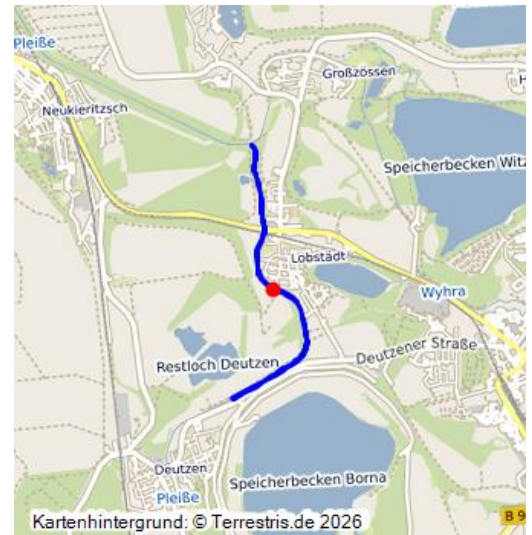 Pleiße
Großzössen
H
Neukieritzsch
Speicherbecken Witz
Lobstädt
Wyhra
Deutzener Straße
Restloch Deutzen
Deutzen
Speicherbecken Borna
Pleiße
B 9
Kartenhintergrund: © Terrestris.de 2026